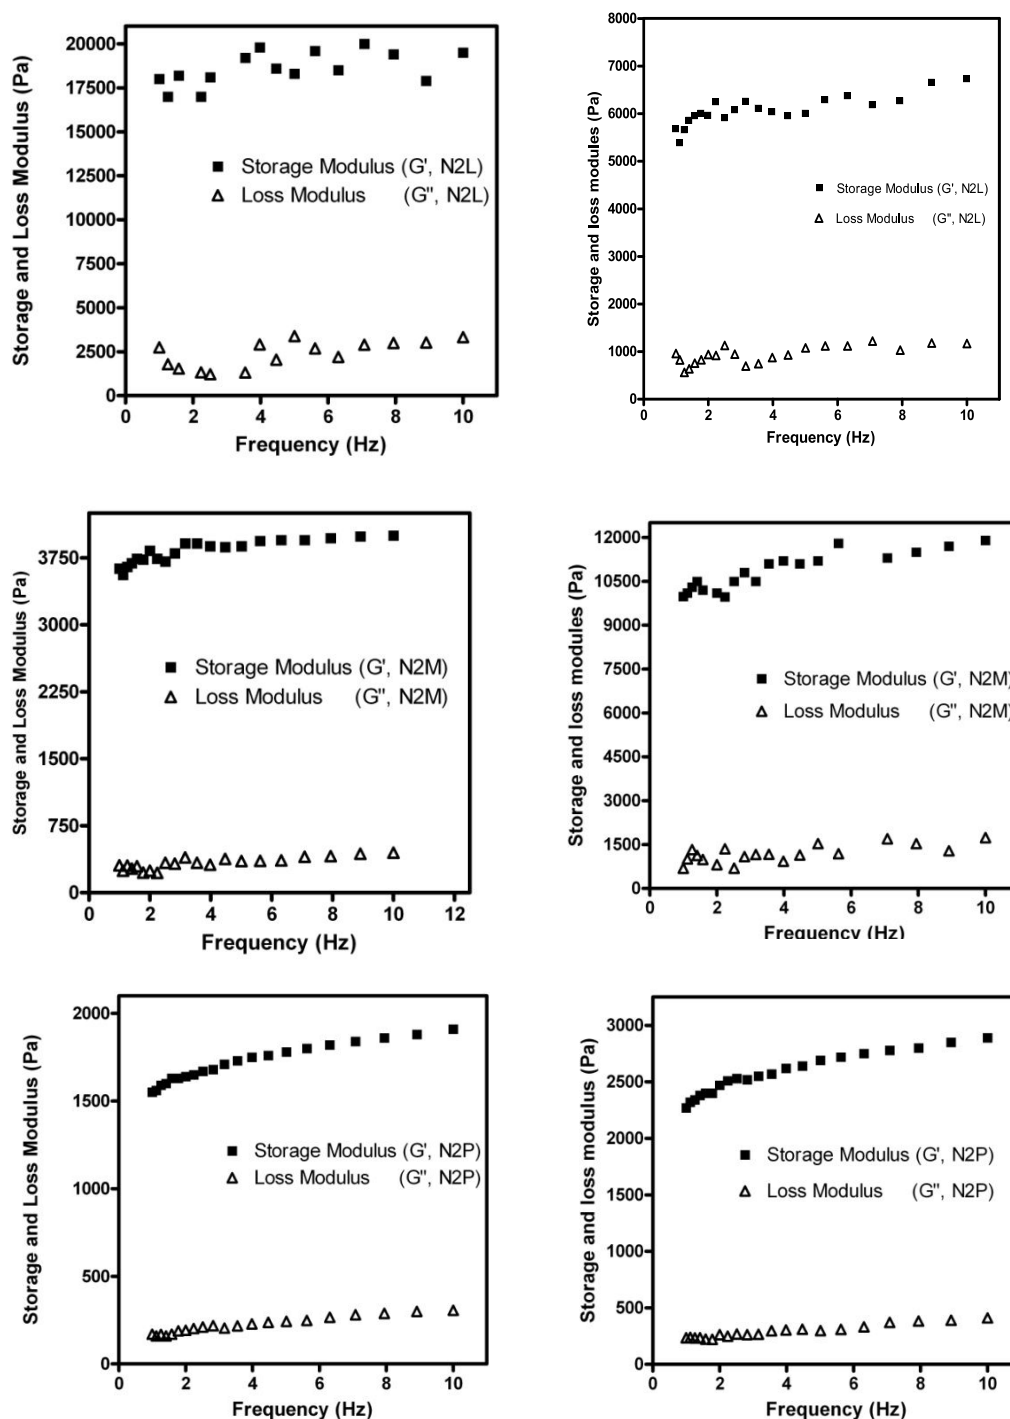 Storage and Loss Modulus (Pa)
20000
17500
15000
12500
10000
7500
5000
2500
0
Storage Modulus (G', N2L)
Loss Modulus (G'', N2L)
0 2 4 6 8 10
Frequency (Hz)
Storage and loss modules (Pa)
8000
7000
6000
5000
4000
3000
2000
1000
0
Storage Modulus (G', N2L)
Loss Modulus (G'', N2L)
0 2 4 6 8 10
Frequency (Hz)
Storage and Loss Modulus (Pa)
3750
3000
2250
1500
750
0
Storage Modulus (G', N2M)
Loss Modulus (G'', N2M)
0 2 4 6 8 10 12
Frequency (Hz)
Storage and loss modules (Pa)
12000
10500
9000
7500
6000
4500
3000
1500
0
Storage Modulus (G', N2M)
Loss Modulus (G'', N2M)
0 2 4 6 8 10
Frequency (Hz)
Storage and Loss Modulus (Pa)
2000
1500
1000
500
0
Storage Modulus (G', N2P)
Loss Modulus (G'', N2P)
0 2 4 6 8 10
Frequency (Hz)
Storage and loss modulus (Pa)
3000
2500
2000
1500
1000
500
0
Storage Modulus (G', N2P)
Loss Modulus (G'', N2P)
0 2 4 6 8 10
Frequency (Hz)